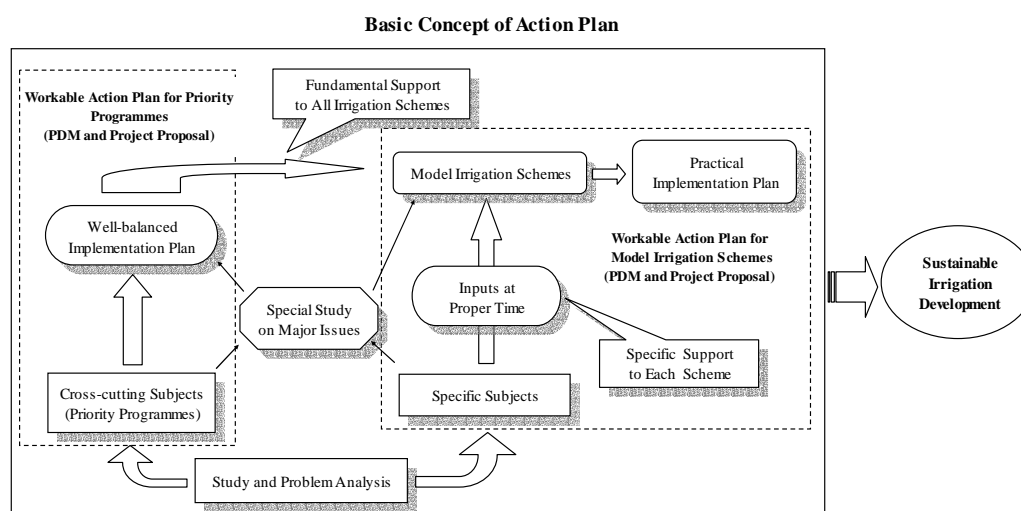 Basic Concept of Action Plan
Workable Action Plan for Priority
Programmes
(PDM and Project Proposal)
Fundamental Support
to All Irrigation Schemes
Model Irrigation Schemes
Practical
Implementation Plan
Well-balanced
Implementation Plan
Workable Action Plan for
Model Irrigation Schemes
(PDM and Project Proposal)
Sustainable
Irrigation
Development
Special Study
on Major Issues
Inputs at
Proper Time
Specific Support
to Each Scheme
Cross-cutting Subjects
(Priority Programmes)
Specific Subjects
Study and Problem Analysis